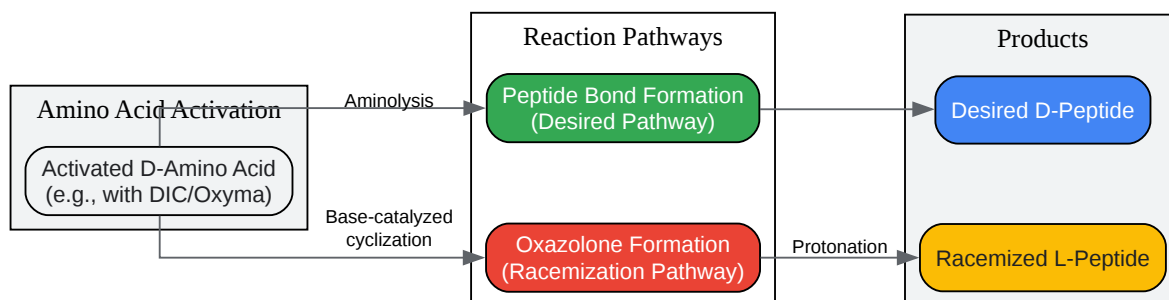 Amino Acid Activation
Activated D-Amino Acid
(e.g., with DIC/Oxyma)
Aminolysis
Base-catalyzed
cyclization
Reaction Pathways
Peptide Bond Formation
(Desired Pathway)
Oxazolone Formation
(Racemization Pathway)
Protonation
Products
Desired D-Peptide
Racemized L-Peptide